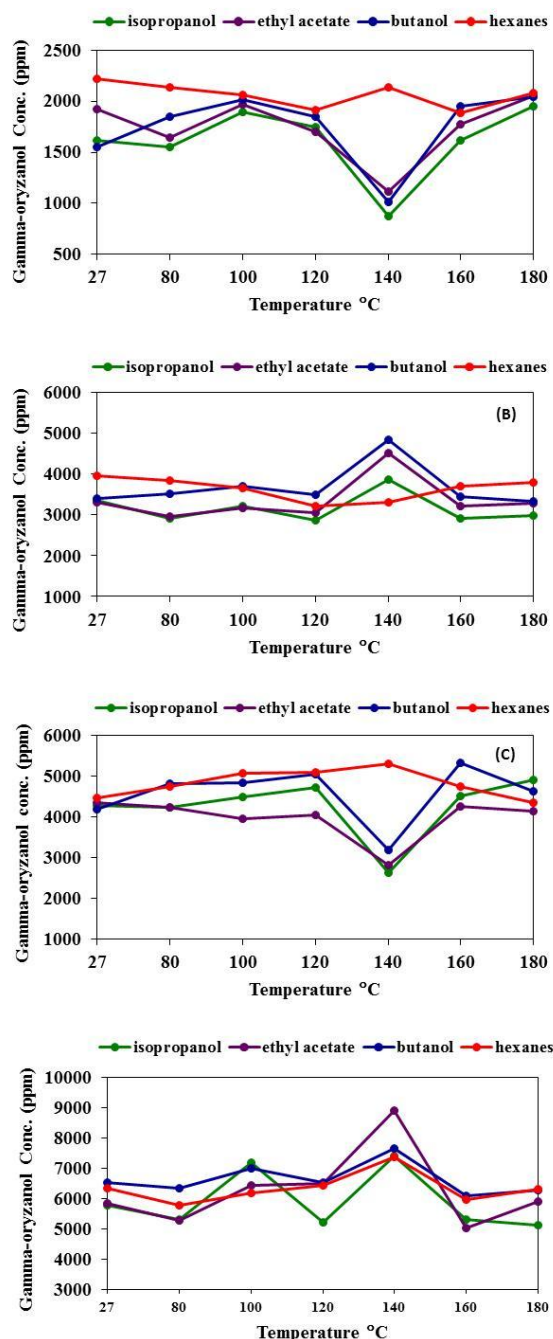 isopropanol ethyl acetate butanol hexanes
2500
2000
1500
1000
500
27 80 100 120 140 160 180
Gamma-oryzanol Conc. (ppm)
Temperature °C
isopropanol ethyl acetate butanol hexanes
(B)
6000
5000
4000
3000
2000
1000
27 80 100 120 140 160 180
Gamma-oryzanol Conc. (ppm)
Temperature °C
isopropanol ethyl acetate butanol hexanes
(C)
6000
5000
4000
3000
2000
1000
27 80 100 120 140 160 180
Gamma-oryzanol conc. (ppm)
Temperature °C
isopropanol ethyl acetate butanol hexanes
10000
9000
8000
7000
6000
5000
4000
3000
27 80 100 120 140 160 180
Gamma-oryzanol Conc. (ppm)
Temperature °C